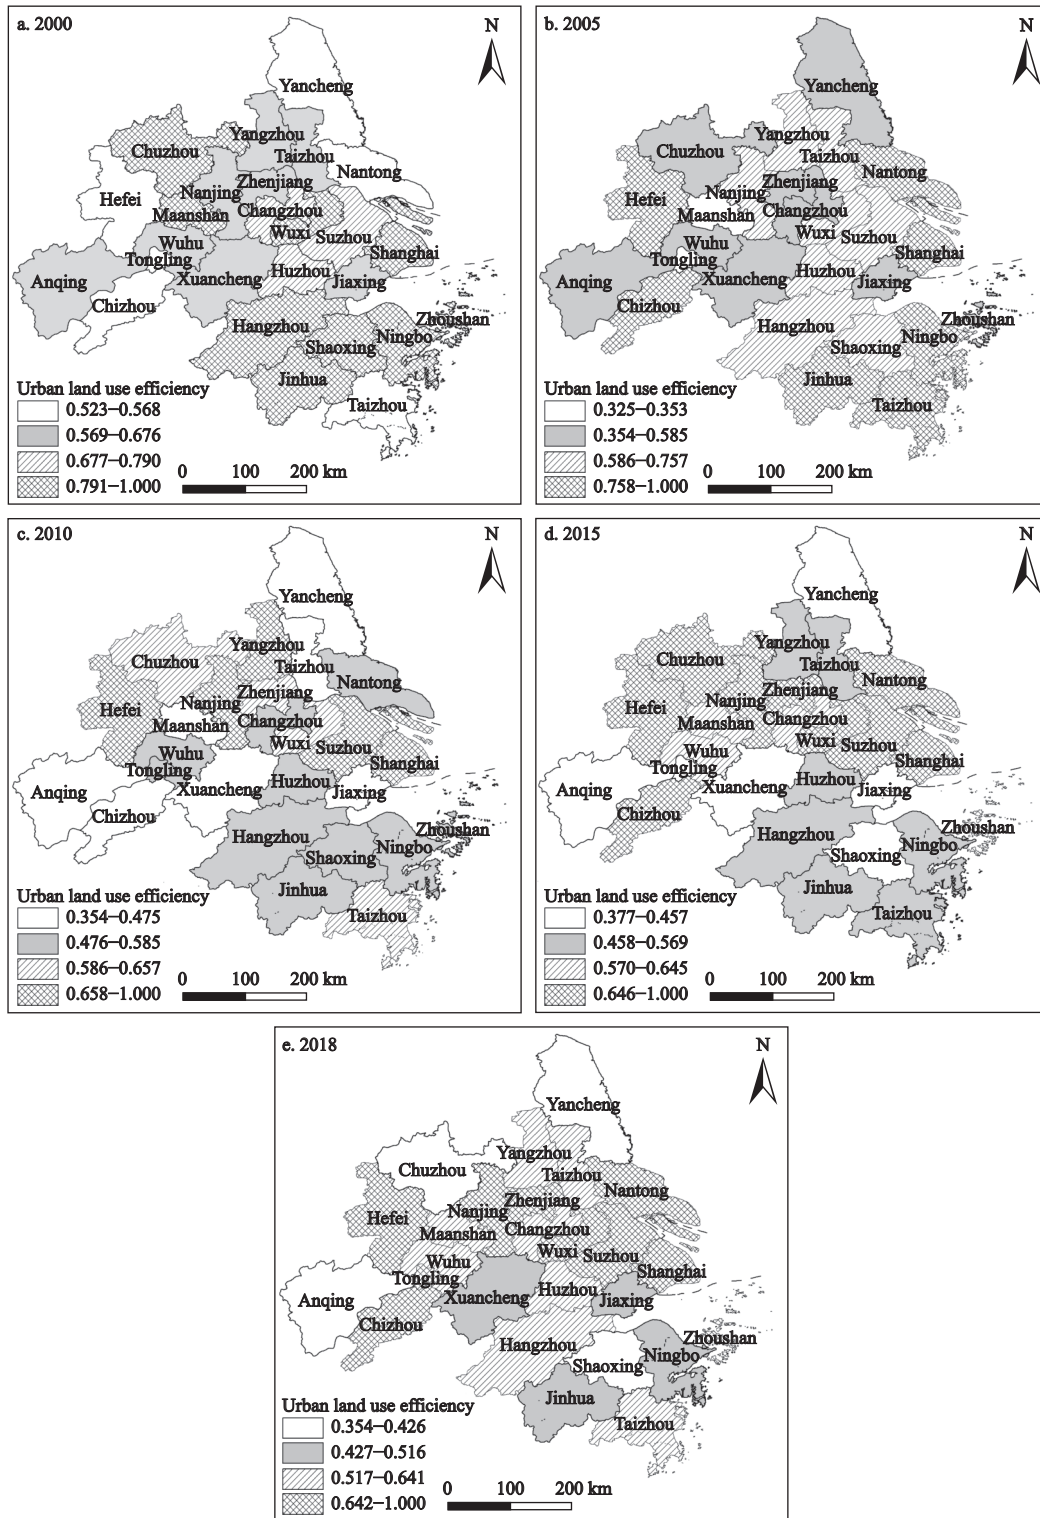 a. 2000
N
Yancheng
Yangzhou
Chuzhou
Taizhou
Nantong
Zhenjiang
Nanjing
Hefei
Maanshan
Changzhou
Wuxi
Suzhou
Wuhu
Shanghai
Tongling
Huzhou
Anqing
Xuancheng
Jiaxing
Chizhou
Zhoushan
Hangzhou
Ningbo
Shaoxing
Jinhua
Taizhou
Urban land use efficiency
0.523−0.568
0.569−0.676
0.677−0.790
0.791−1.000
0 100 200 km
b. 2005
N
Yancheng
Yangzhou
Chuzhou
Taizhou
Nantong
Zhenjiang
Nanjing
Hefei
Maanshan
Changzhou
Wuxi
Suzhou
Wuhu
Shanghai
Tongling
Huzhou
Anqing
Xuancheng
Jiaxing
Chizhou
Zhoushan
Hangzhou
Ningbo
Shaoxing
Jinhua
Taizhou
Urban land use efficiency
0.325−0.353
0.354−0.585
0.586−0.757
0.758−1.000
0 100 200 km
c. 2010
N
Yancheng
Yangzhou
Chuzhou
Taizhou
Nantong
Zhenjiang
Nanjing
Hefei
Maanshan
Changzhou
Wuxi
Suzhou
Wuhu
Shanghai
Tongling
Huzhou
Anqing
Xuancheng
Jiaxing
Chizhou
Zhoushan
Hangzhou
Ningbo
Shaoxing
Jinhua
Taizhou
Urban land use efficiency
0.354−0.475
0.476−0.585
0.586−0.657
0.658−1.000
0 100 200 km
d. 2015
N
Yancheng
Yangzhou
Chuzhou
Taizhou
Nantong
Zhenjiang
Nanjing
Hefei
Maanshan
Changzhou
Wuxi
Suzhou
Wuhu
Shanghai
Tongling
Huzhou
Anqing
Xuancheng
Jiaxing
Chizhou
Zhoushan
Hangzhou
Ningbo
Shaoxing
Jinhua
Taizhou
Urban land use efficiency
0.377−0.457
0.458−0.569
0.570−0.645
0.646−1.000
0 100 200 km
e. 2018
N
Yancheng
Yangzhou
Chuzhou
Taizhou
Nantong
Zhenjiang
Nanjing
Hefei
Maanshan
Changzhou
Wuxi
Suzhou
Wuhu
Shanghai
Tongling
Huzhou
Anqing
Xuancheng
Jiaxing
Chizhou
Zhoushan
Hangzhou
Ningbo
Shaoxing
Jinhua
Taizhou
Urban land use efficiency
0.354−0.426
0.427−0.516
0.517−0.641
0.642−1.000
0 100 200 km